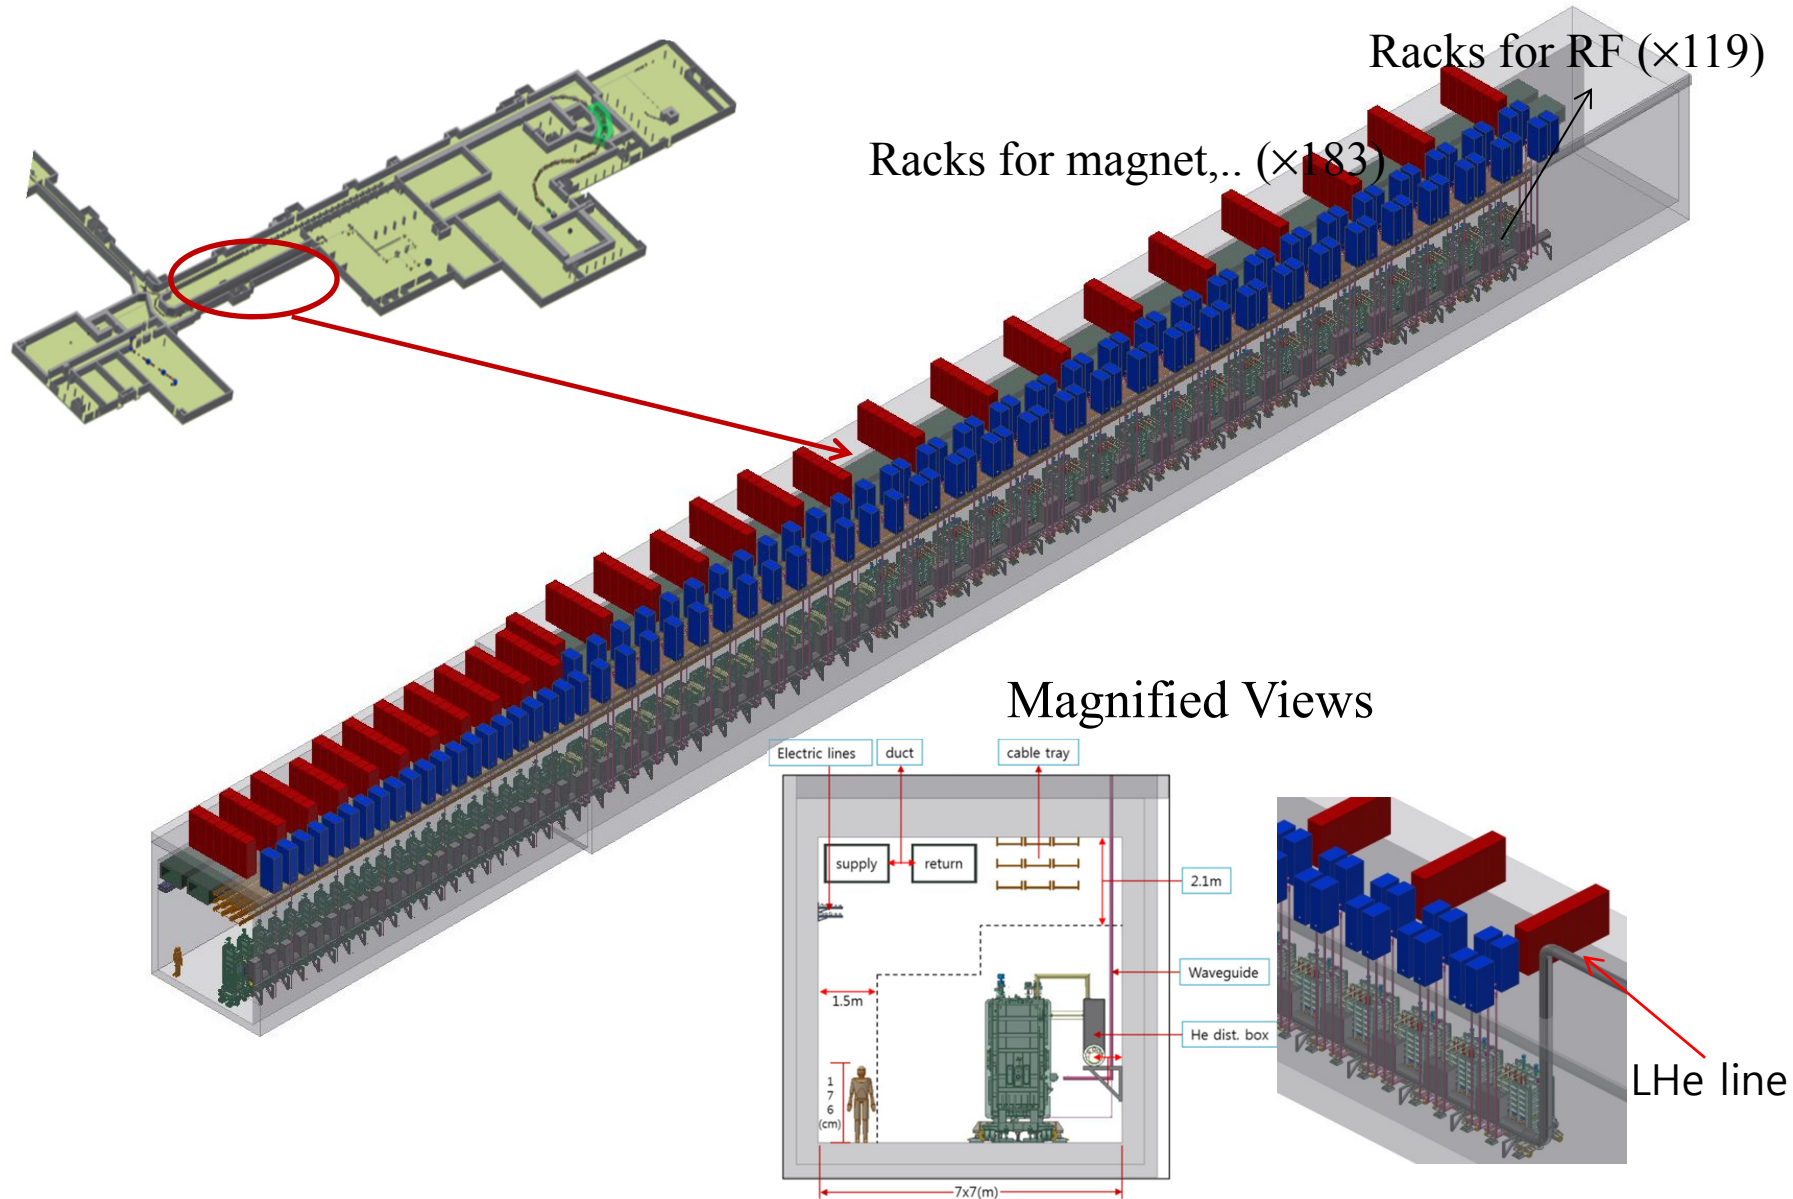 Racks for RF (×119)
Racks for magnet,.. (×183)
Magnified Views
Electric lines
duct
cable tray
supply
return
2.1m
Waveguide
1.5m
He dist. box
1
7
6
(cm)
LHe line
7x7(m)